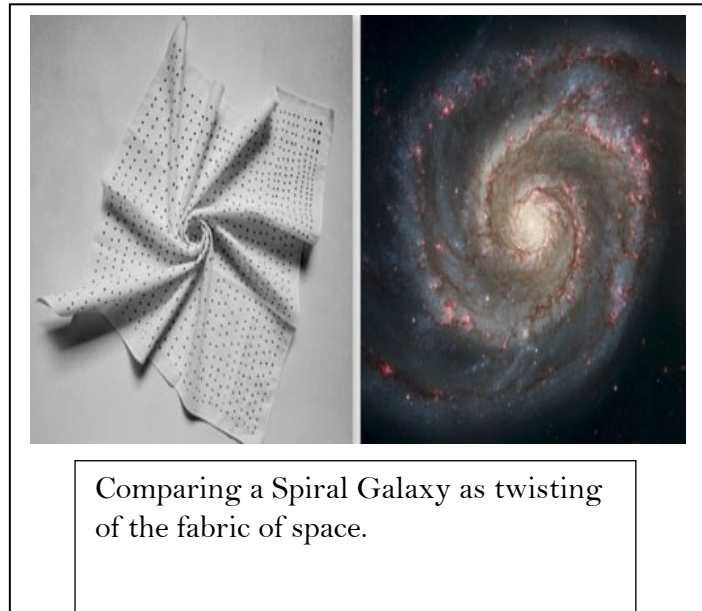 Comparing a Spiral Galaxy as twisting
of the fabric of space.